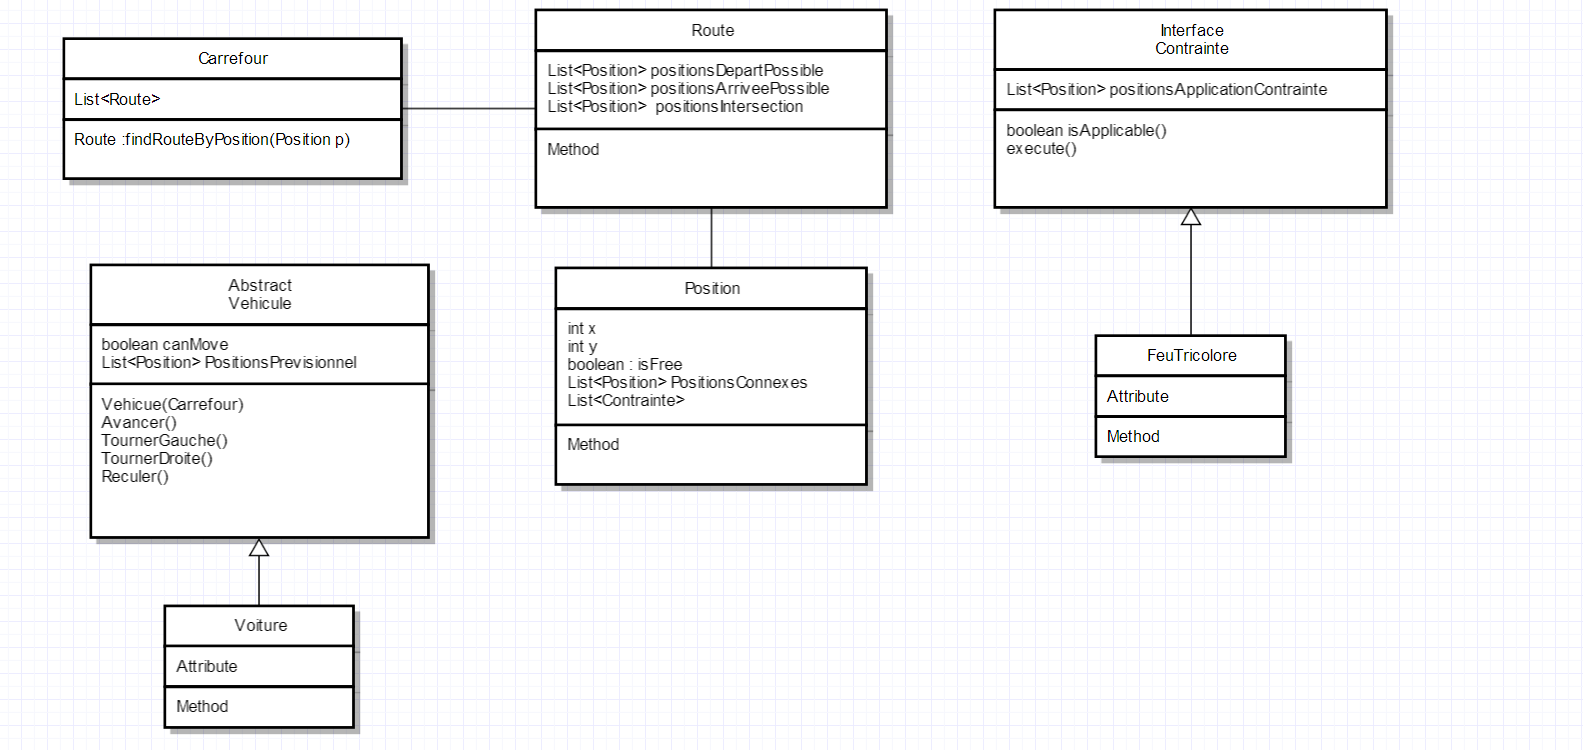 Carrefour
List<Route>
Route :findRouteByPosition(Position p)
Route
List<Position> positionsDepartPossible
List<Position> positionsArriveePossible
List<Position>  positionsIntersection
Method
Interface
Contrainte
List<Position> positionsApplicationContrainte
boolean isApplicable()
execute()
Abstract
Vehicule
boolean canMove
List<Position> PositionsPrevisionnel
Vehicue(Carrefour)
Avancer()
TournerGauche()
TournerDroite()
Reculer()
Position
int x
int y
boolean : isFree
List<Position> PositionsConnexes
List<Contrainte>
Method
FeuTricolore
Attribute
Method
Voiture
Attribute
Method